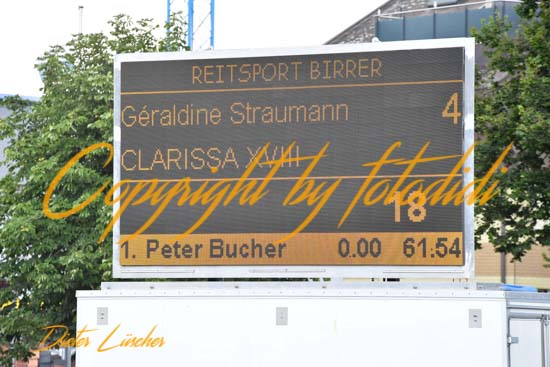 REITSPORT BIRRER
Géraldine Straumann 4
CLARISSA XVIII
Copyright by fotodidi
18
1. Peter Bucher 0.00 61.54
Dieter Lüscher